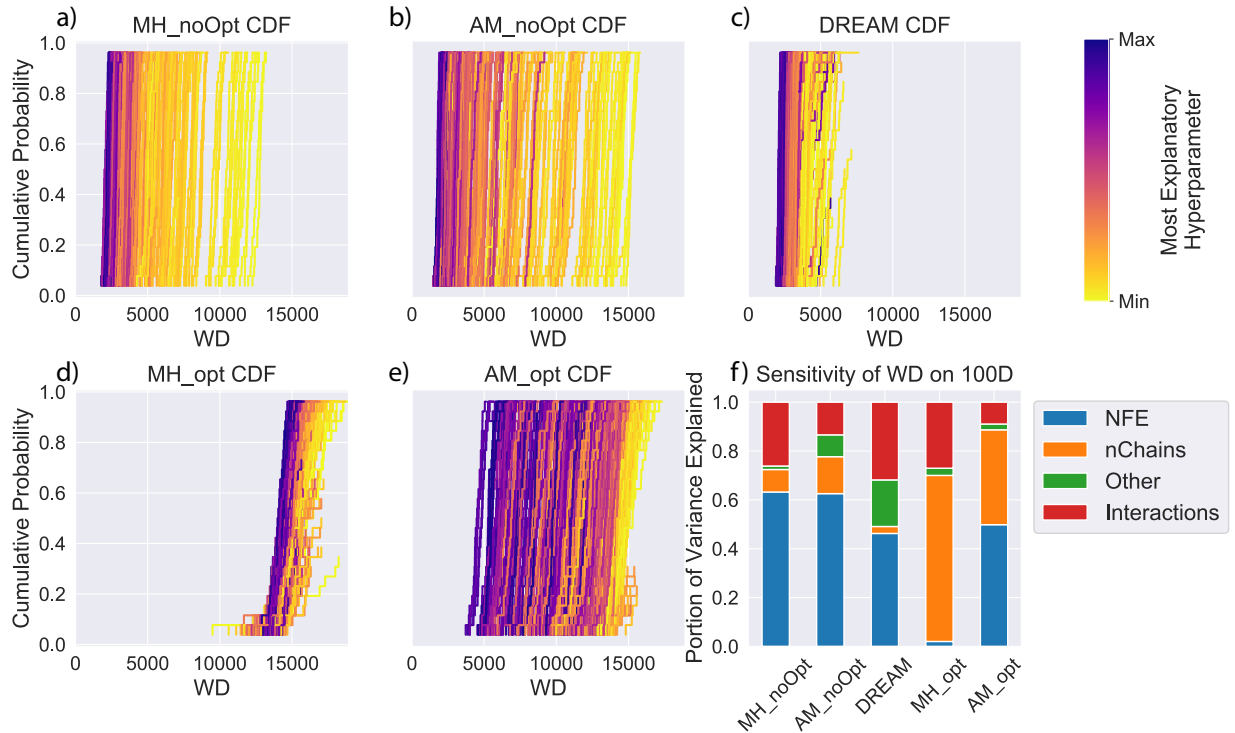 a) MH_noOpt CDF
1.0
0.8
0.6
0.4
0.2
0.0
Cumulative Probability
0 5000 10000 15000
WD
b) AM_noOpt CDF
0 5000 10000 15000
WD
c) DREAM CDF
0 5000 10000 15000
WD
Max
Min
Most Explanatory
Hyperparameter
d) MH_opt CDF
1.0
0.8
0.6
0.4
0.2
0.0
Cumulative Probability
0 5000 10000 15000
WD
e) AM_opt CDF
0 5000 10000 15000
WD
f) Sensitivity of WD on 100D
1.0
0.8
0.6
0.4
0.2
0.0
Portion of Variance Explained
MH_noOpt
AM_noOpt
DREAM
MH_opt
AM_opt
NFE
nChains
Other
Interactions